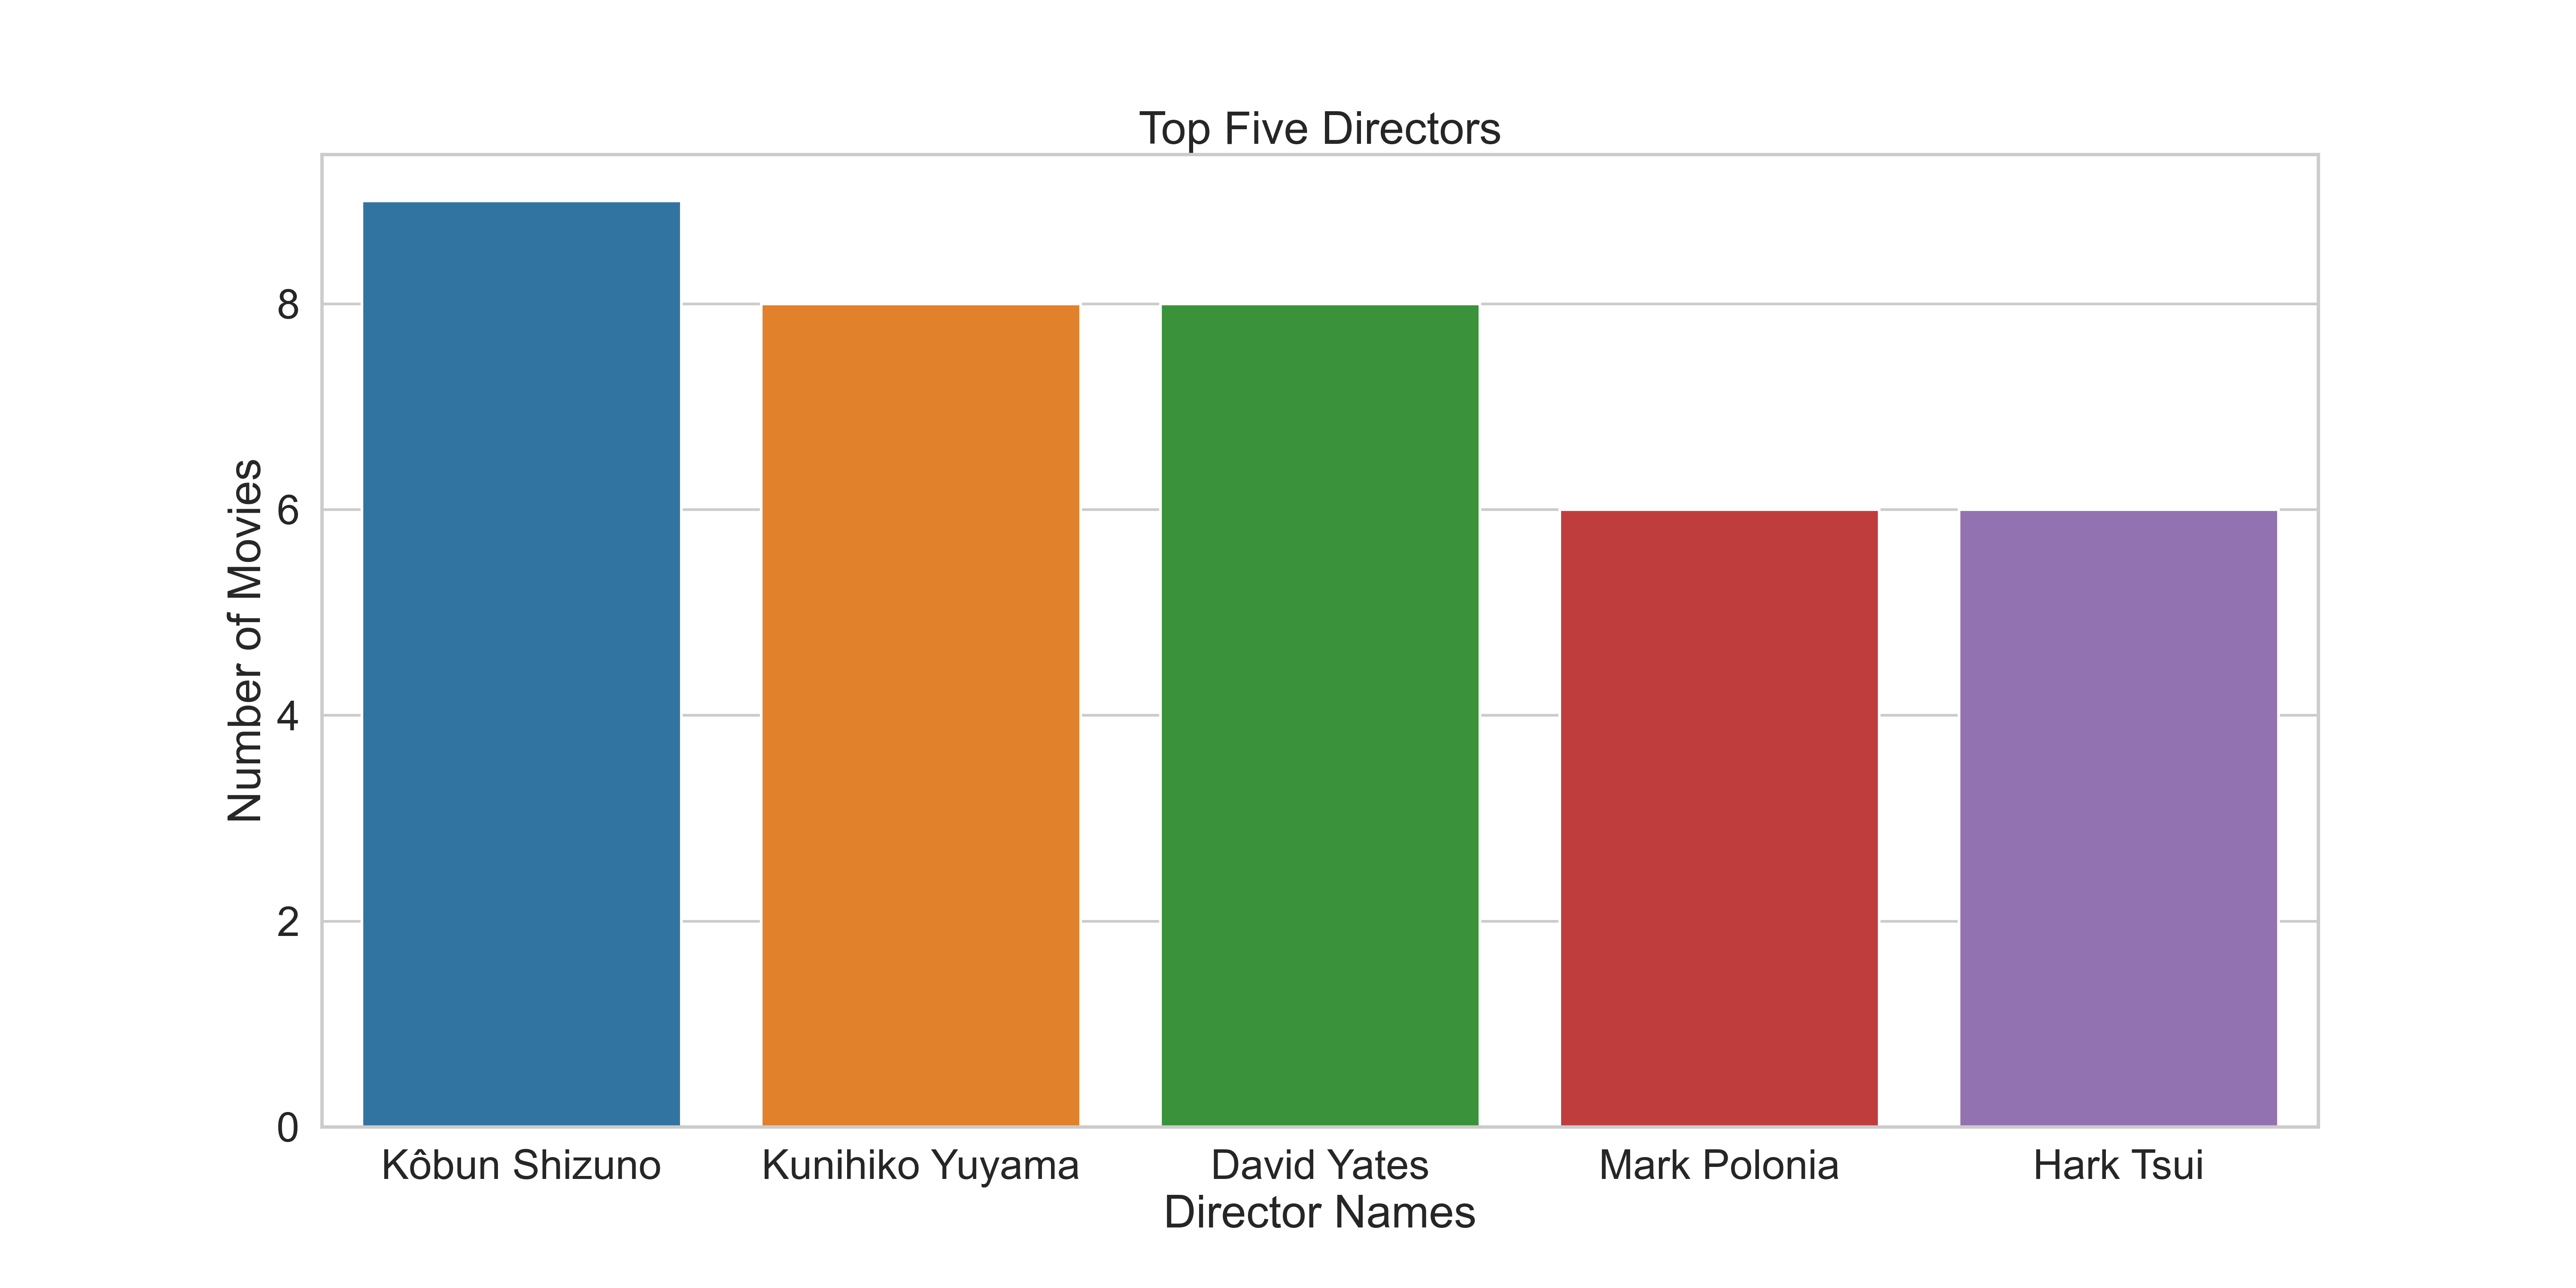 Top Five Directors
Number of Movies
8
6
4
2
0
Kôbun Shizuno Kunihiko Yuyama David Yates Mark Polonia Hark Tsui
Director Names